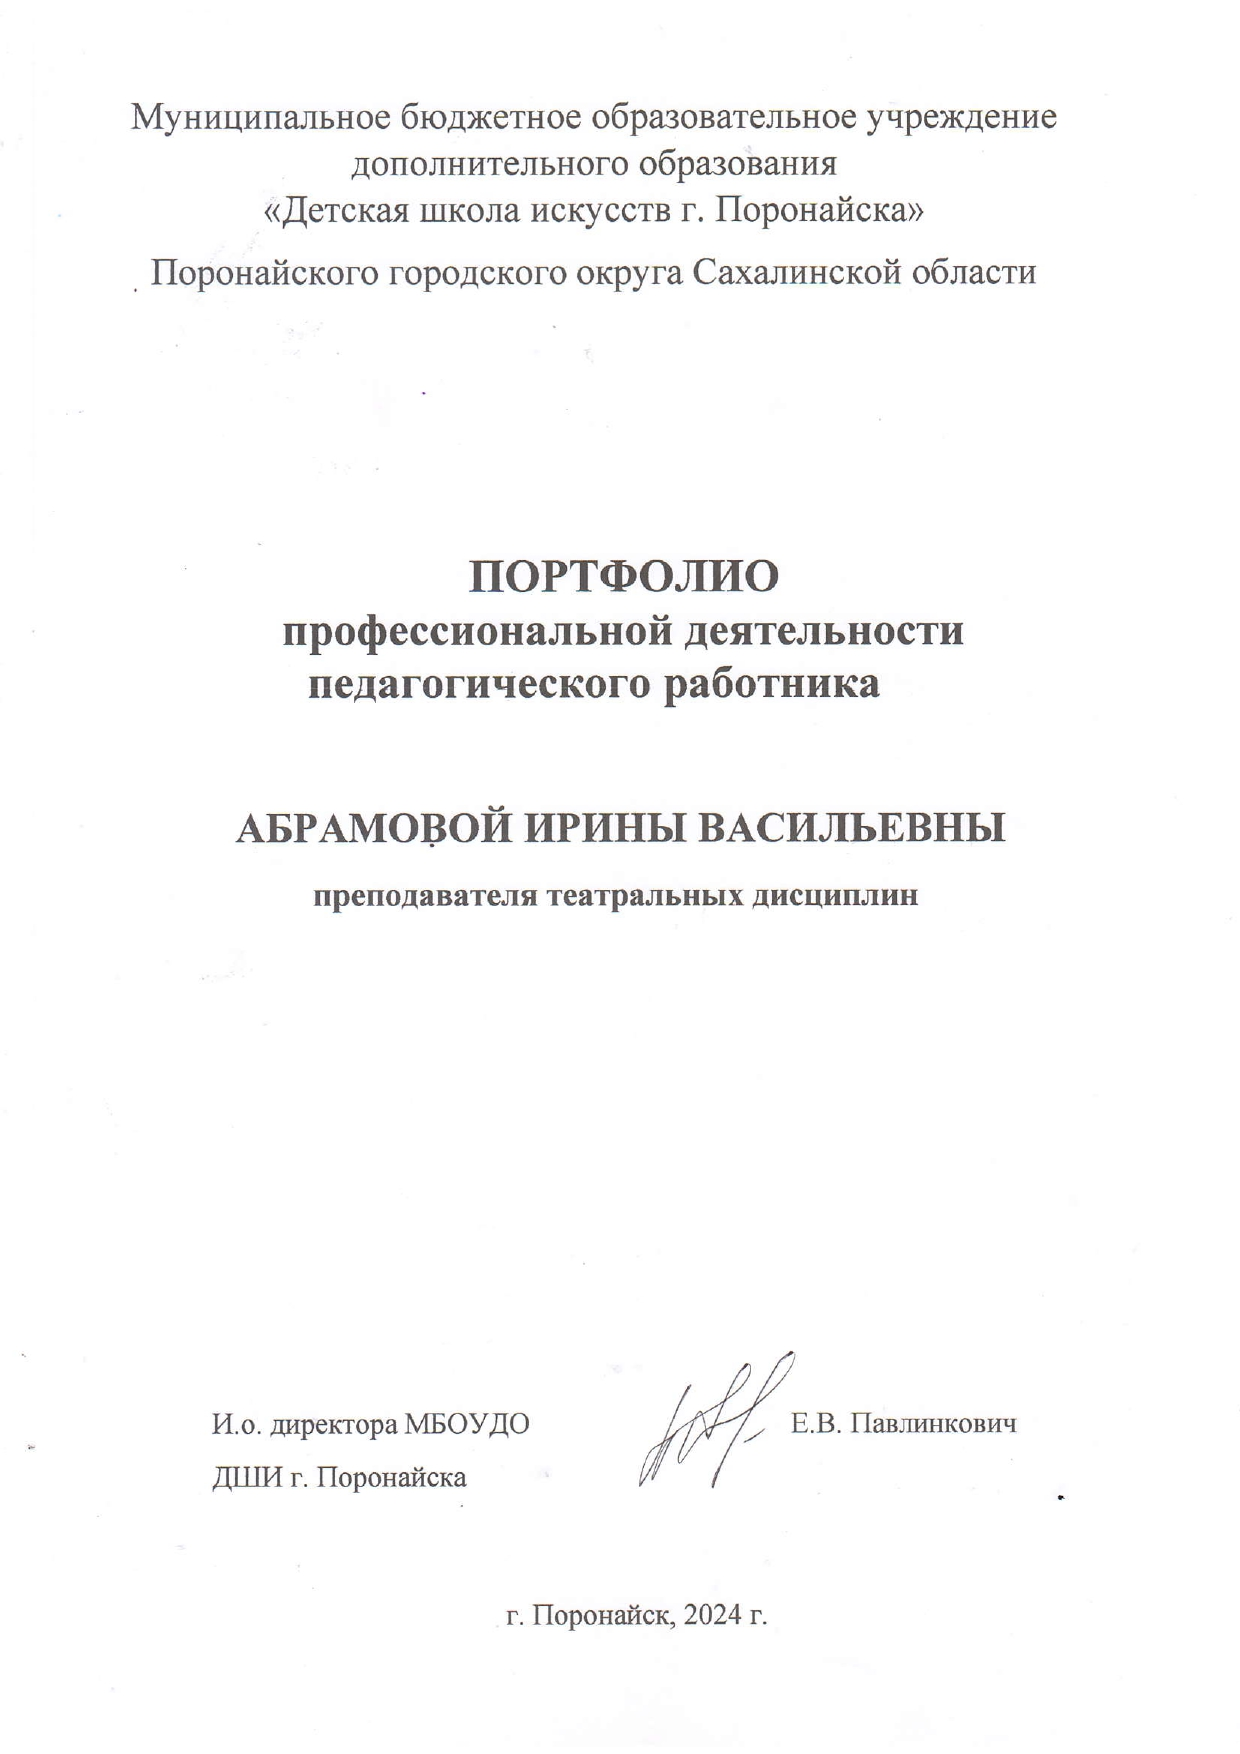 Муниципальное бюджетное образовательное учреждение
дополнительного образования
«Детская школа искусств г. Поронайска»
Поронайского городского округа Сахалинской области
ПОРТФОЛИО
профессиональной деятельности
педагогического работника
АБРАМОВОЙ ИРИНЫ ВАСИЛЬЕВНЫ
преподавателя театральных дисциплин
И.о. директора МБОУДО Е.В. Павлинкович
ДШИ г. Поронайска
г. Поронайск, 2024 г.